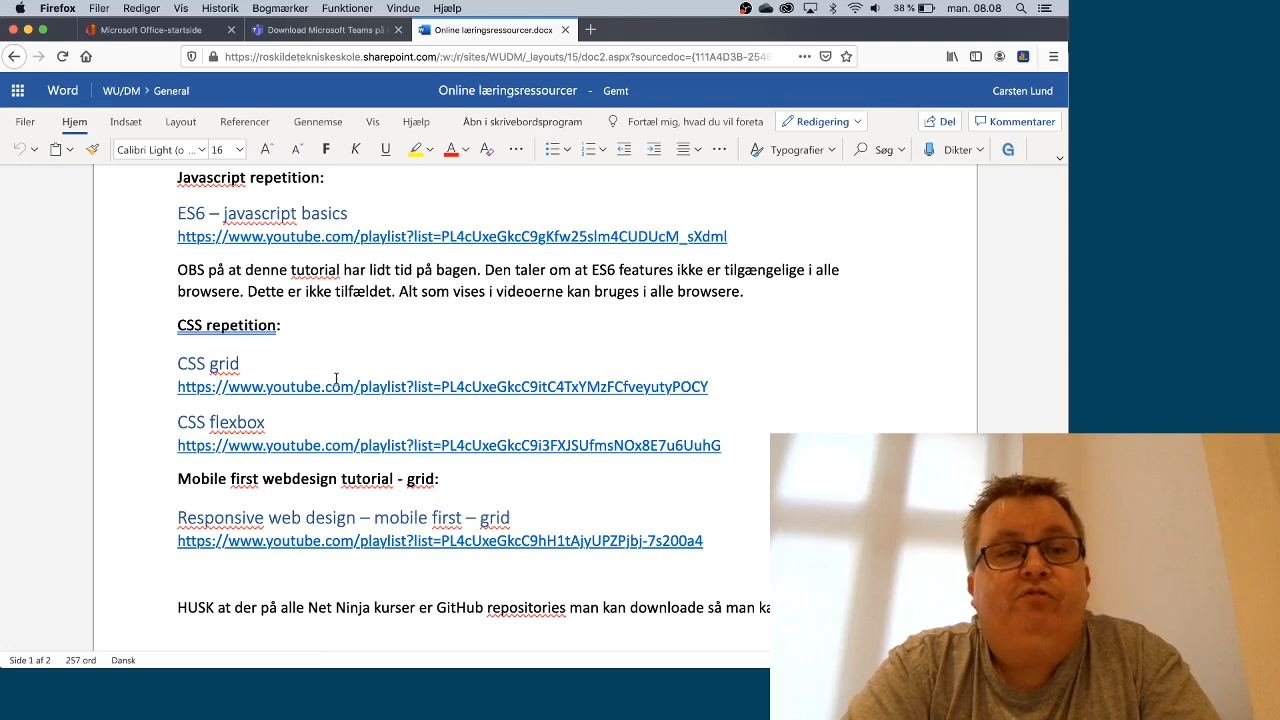 Firefox Filer Rediger Vis Historik Bogmærker Funktioner Vindue Hjælp 38 % man. 08.08
Microsoft Office-startside Download Microsoft Teams på Online læringsressourcer.docx
https://roskildetekniskeskole.sharepoint.com/:w:/r/sites/WUDM/_layouts/15/doc2.aspx?sourcedoc={111A4D3B-2546
Word WU/DM > General Online læringsressourcer - Gemt Carsten Lund
Filer Hjem Indsæt Layout Referencer Gennemse Vis Hjælp Åbn i skrivebordsprogram Fortæl mig, hvad du vil foreta Redigering Del Kommentarer
Calibri Light (o... 16 F K U A Typografier Søg Dikter
Javascript repetition:
ES6 – javascript basics
https://www.youtube.com/playlist?list=PL4cUxeGkcC9gKfw25slm4CUDUcM_sXdml
OBS på at denne tutorial har lidt tid på bagen. Den taler om at ES6 features ikke er tilgængelige i alle
browsere. Dette er ikke tilfældet. Alt som vises i videoerne kan bruges i alle browsere.
CSS repetition:
CSS grid
https://www.youtube.com/playlist?list=PL4cUxeGkcC9itC4TxYMzFCfveyutyPOCY
CSS flexbox
https://www.youtube.com/playlist?list=PL4cUxeGkcC9i3FXJSUfmsNOx8E7u6UuhG
Mobile first webdesign tutorial - grid:
Responsive web design – mobile first – grid
https://www.youtube.com/playlist?list=PL4cUxeGkcC9hH1tAjyUPZPjbj-7s200a4
HUSK at der på alle Net Ninja kurser er GitHub repositories man kan downloade så man ka
Side 1 af 2 257 ord Dansk